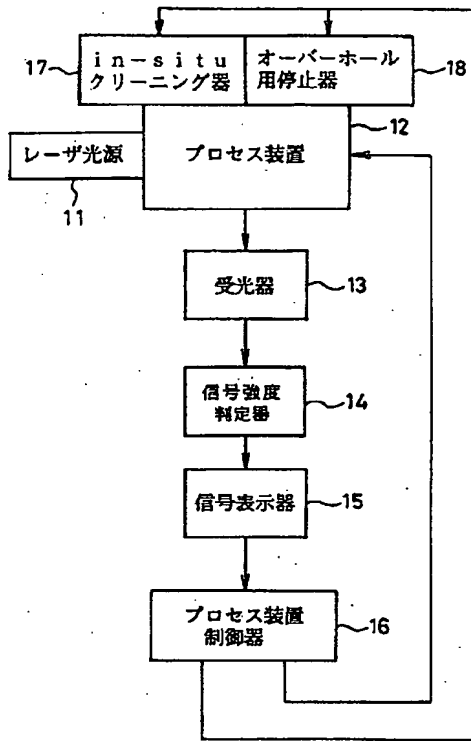 17
ｉｎ－ｓｉｔｕ
クリーニング器
オーバーホール
用停止器
18
12
レーザ光源
プロセス装置
11
受光器
13
信号強度
判定器
14
信号表示器
15
プロセス装置
制御器
16